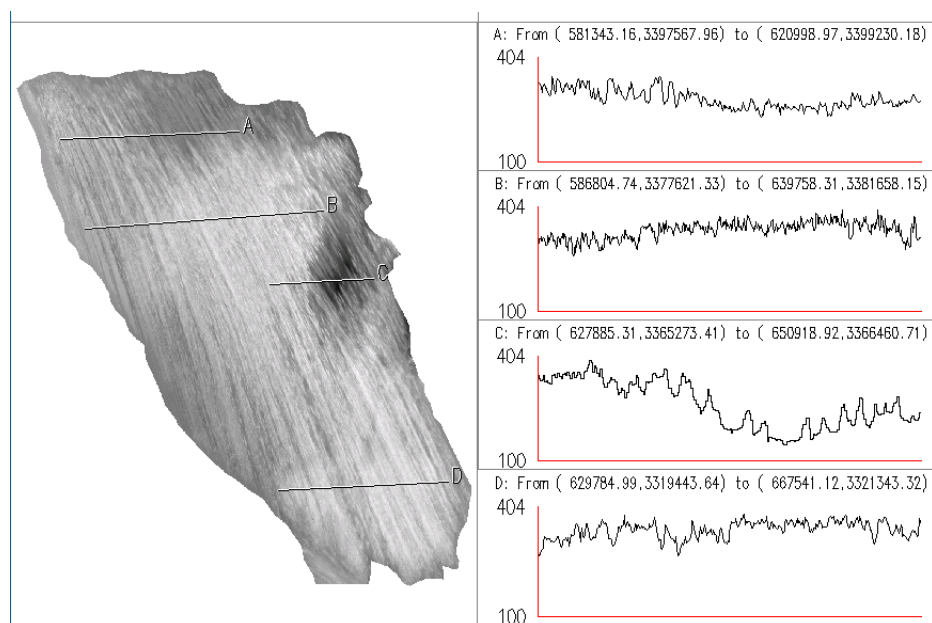 A: From ( 581343.16,3397567.96) to ( 620998.97,3399230.18)
404
100
B: From ( 586804.74,3377621.33) to ( 639758.31,3381658.15)
404
100
C: From ( 627885.31,3365273.41) to ( 650918.92,3366460.71)
404
100
D: From ( 629784.99,3319443.64) to ( 667541.12,3321343.32)
404
100
A
B
C
D